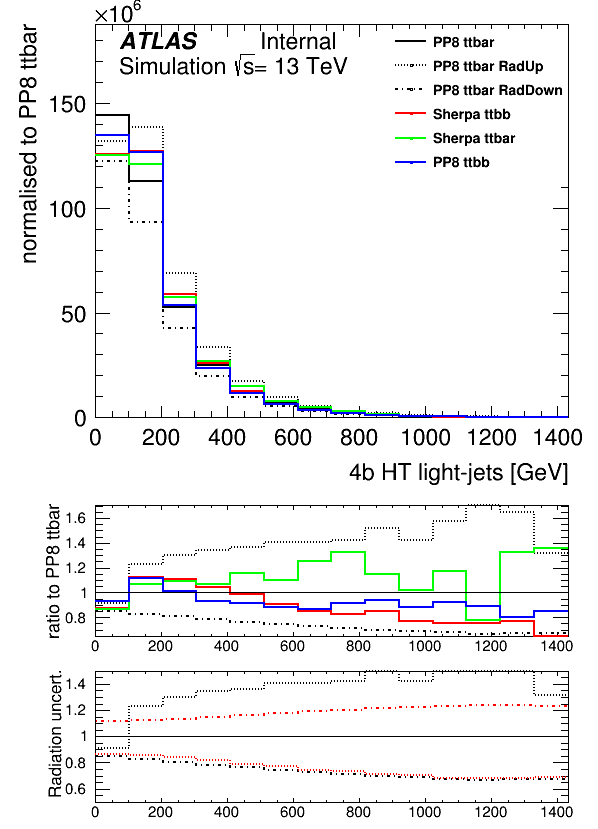 ×10⁶
normalised to PP8 ttbar
ATLAS Internal
Simulation √s= 13 TeV
PP8 ttbar
PP8 ttbar RadUp
PP8 ttbar RadDown
Sherpa ttbb
Sherpa ttbar
PP8 ttbb
150
100
50
0
0 200 400 600 800 1000 1200 1400
4b HT light-jets [GeV]
ratio to PP8 ttbar
1.6
1.4
1.2
1
0.8
0 200 400 600 800 1000 1200 1400
Radiation uncert.
1.4
1.2
1
0.8
0.6
0 200 400 600 800 1000 1200 1400